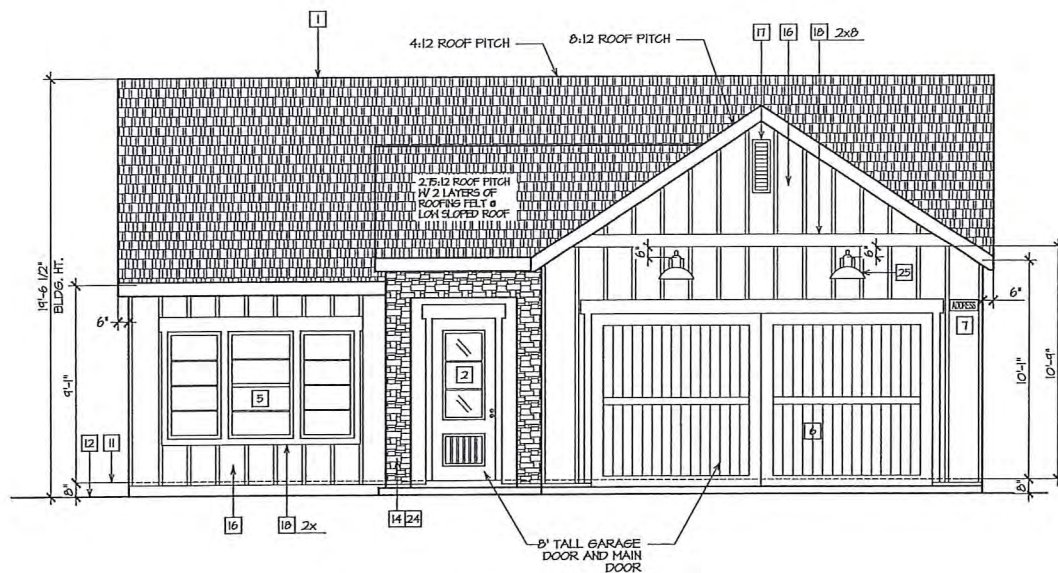 1
17
16
18 2x8
4:12 ROOF PITCH
8:12 ROOF PITCH
2.75:12 ROOF PITCH
W/ 2 LAYERS OF
ROOFING FELT @
LOW SLOPED ROOF
6"
6"
25
19'-6 1/2"
BLDG. HT.
6"
6"
ADDRESS
7
9'-1"
10'-1"
10'-9"
2
5
6
12
11
8"
8"
16
18 2x
14 24
8' TALL GARAGE
DOOR AND MAIN
DOOR